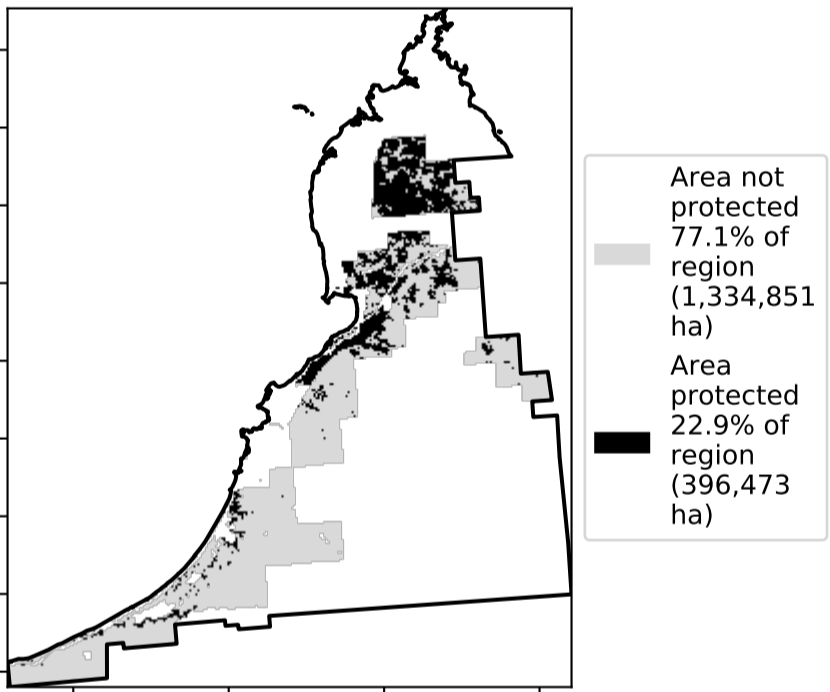 Area not
protected
77.1% of
region
(1,334,851
ha)
Area
protected
22.9% of
region
(396,473
ha)